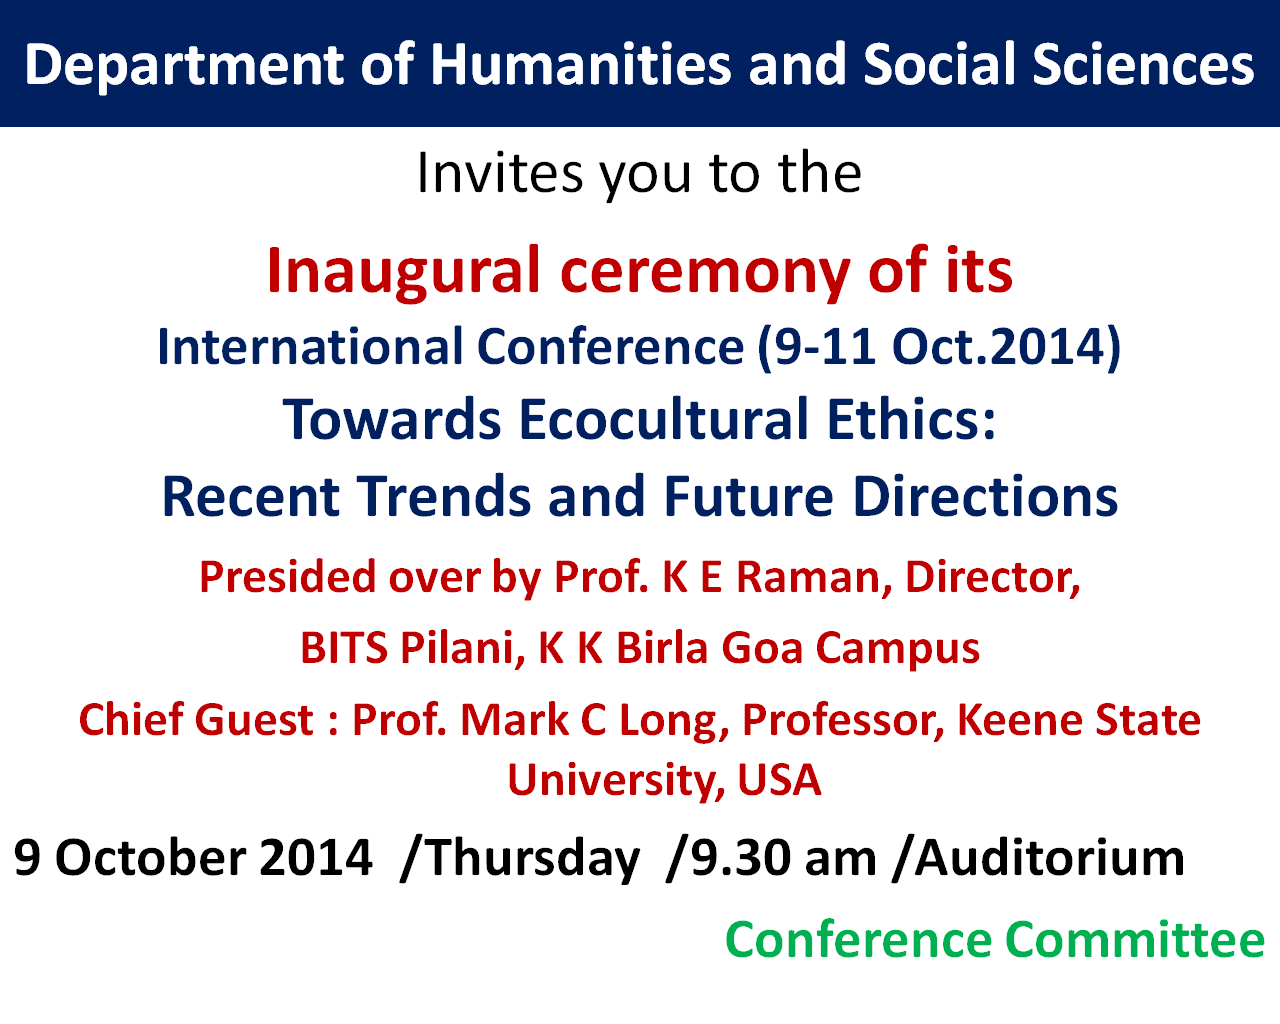 Department of Humanities and Social Sciences
Invites you to the
Inaugural ceremony of its
International Conference (9-11 Oct.2014)
Towards Ecocultural Ethics:
Recent Trends and Future Directions
Presided over by Prof. K E Raman, Director,
BITS Pilani, K K Birla Goa Campus
Chief Guest : Prof. Mark C Long, Professor, Keene State
University, USA
9 October 2014  /Thursday  /9.30 am /Auditorium
Conference Committee